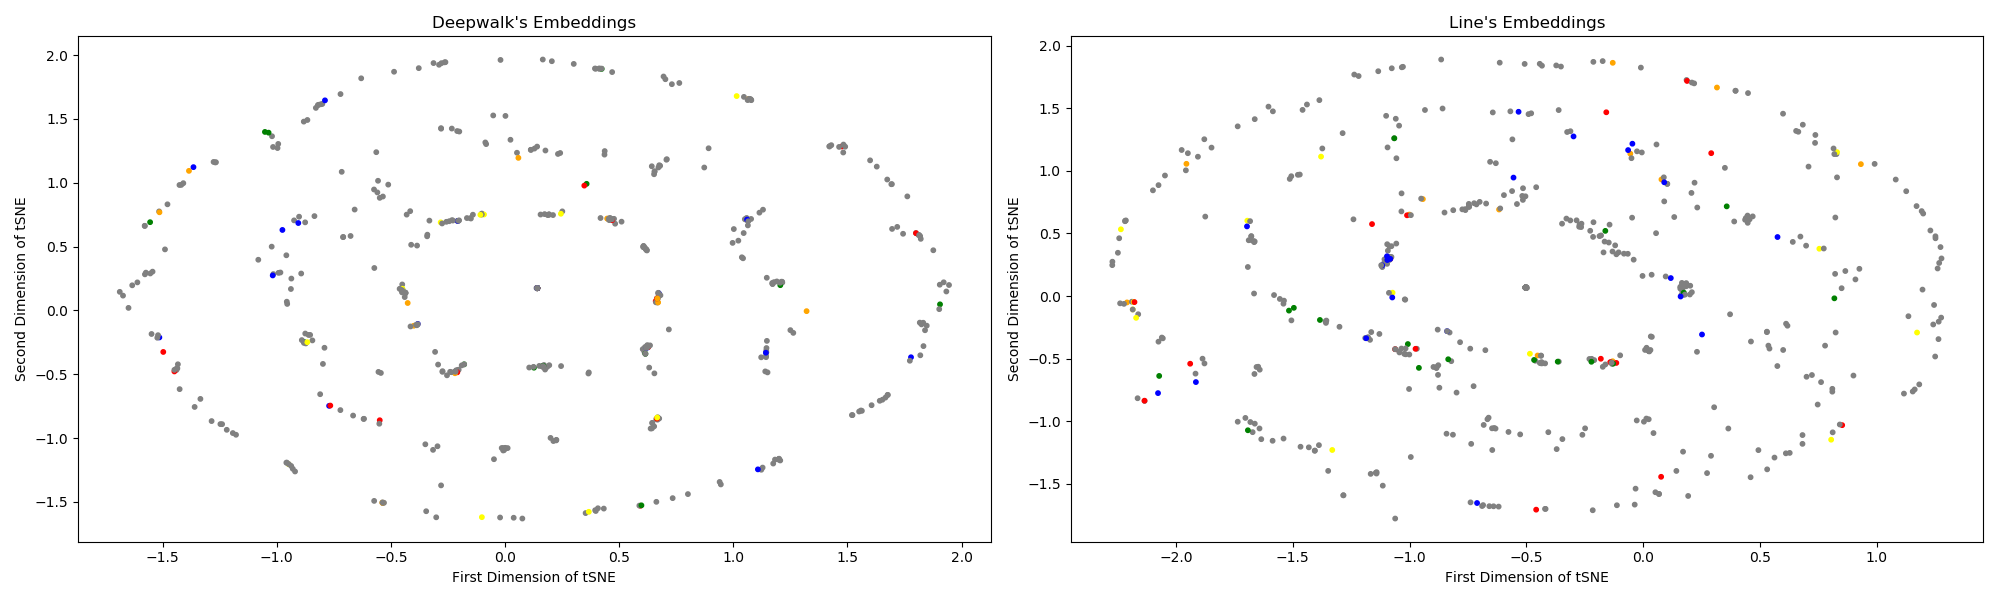 Deepwalk's Embeddings
Second Dimension of tSNE
2.0
1.5
1.0
0.5
0.0
−0.5
−1.0
−1.5
−1.5 −1.0 −0.5 0.0 0.5 1.0 1.5 2.0
First Dimension of tSNE
Line's Embeddings
Second Dimension of tSNE
2.0
1.5
1.0
0.5
0.0
−0.5
−1.0
−1.5
−2.0 −1.5 −1.0 −0.5 0.0 0.5 1.0
First Dimension of tSNE